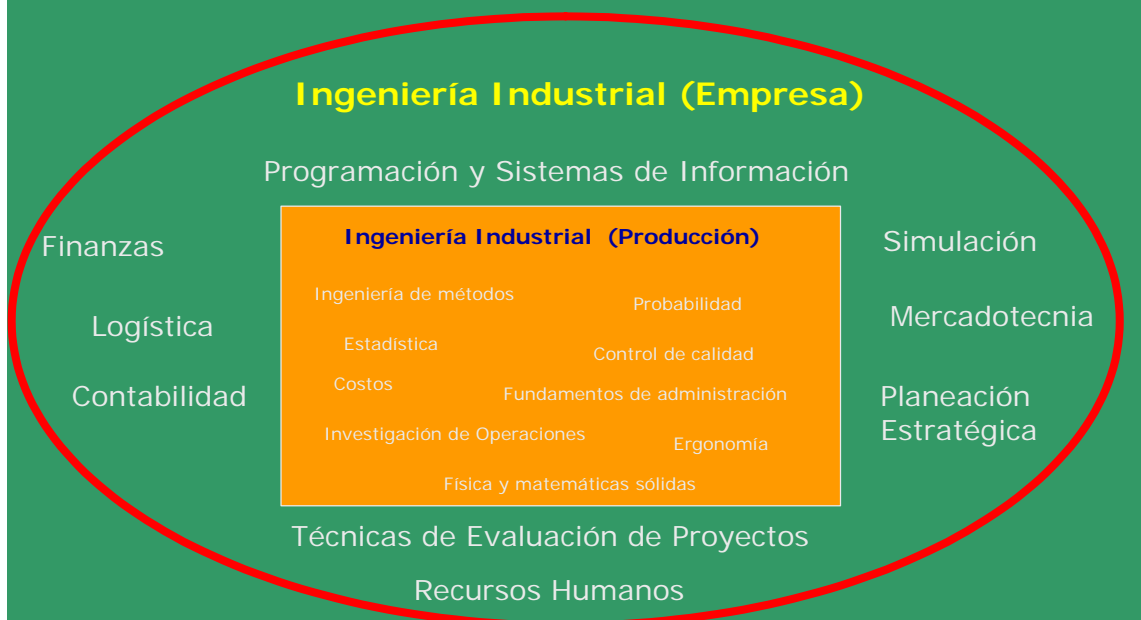 Ingeniería Industrial (Empresa)
Programación y Sistemas de Información
Finanzas
Logística
Contabilidad
Ingeniería Industrial (Producción)
Ingeniería de métodos
Probabilidad
Estadística
Control de calidad
Costos
Fundamentos de administración
Investigación de Operaciones
Ergonomía
Física y matemáticas sólidas
Simulación
Mercadotecnia
Planeación
Estratégica
Técnicas de Evaluación de Proyectos
Recursos Humanos